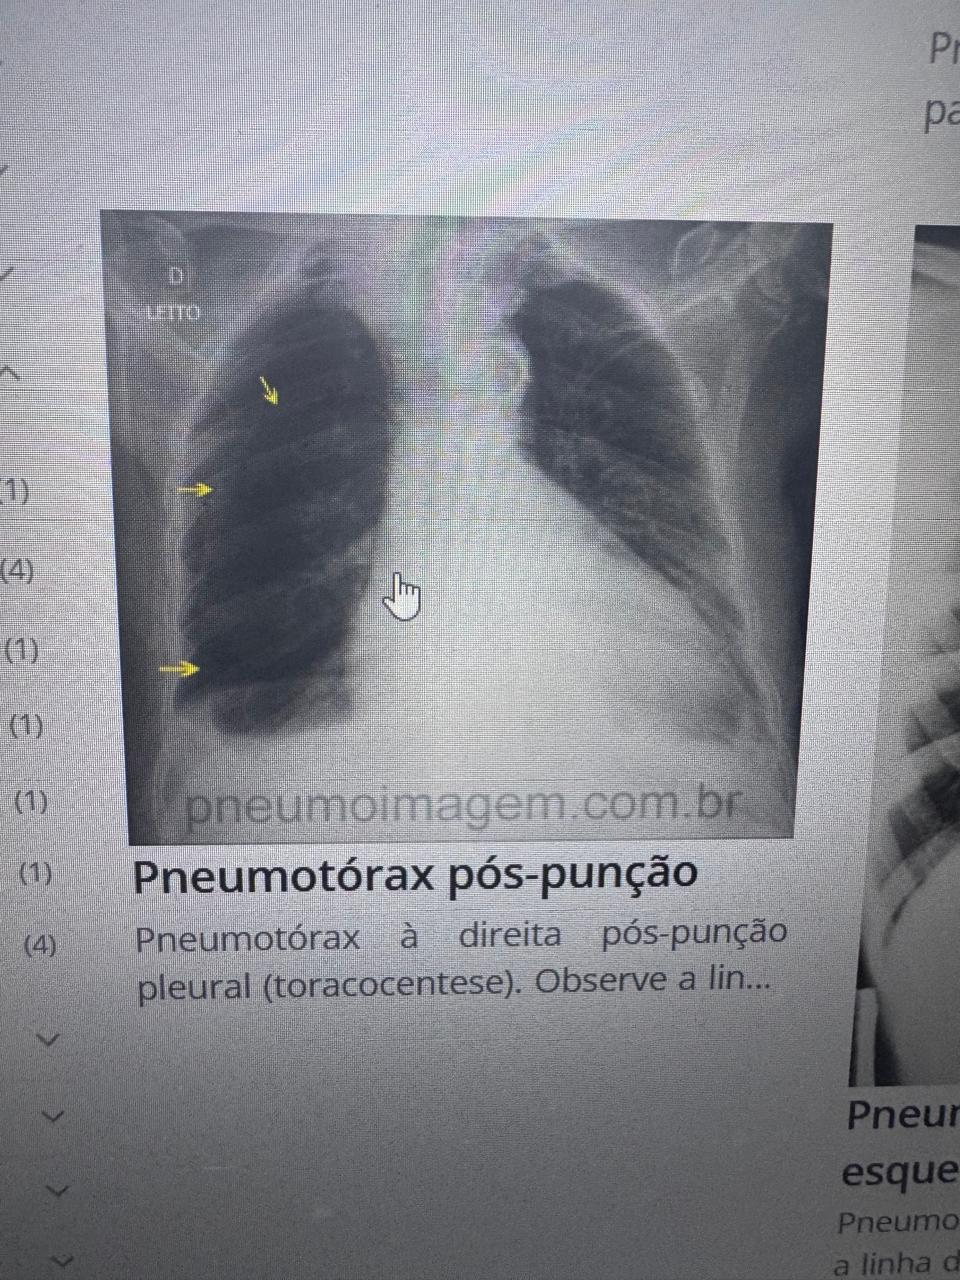 Pr
pa
D
LEITO
(1)
(4)
(1)
(1)
(1)
(1)
(4)
pneumoimagem.com.br
Pneumotórax pós-punção
Pneumotórax à direita pós-punção
pleural (toracocentese). Observe a lin...
Pneum
esque
Pneumo
a linha d